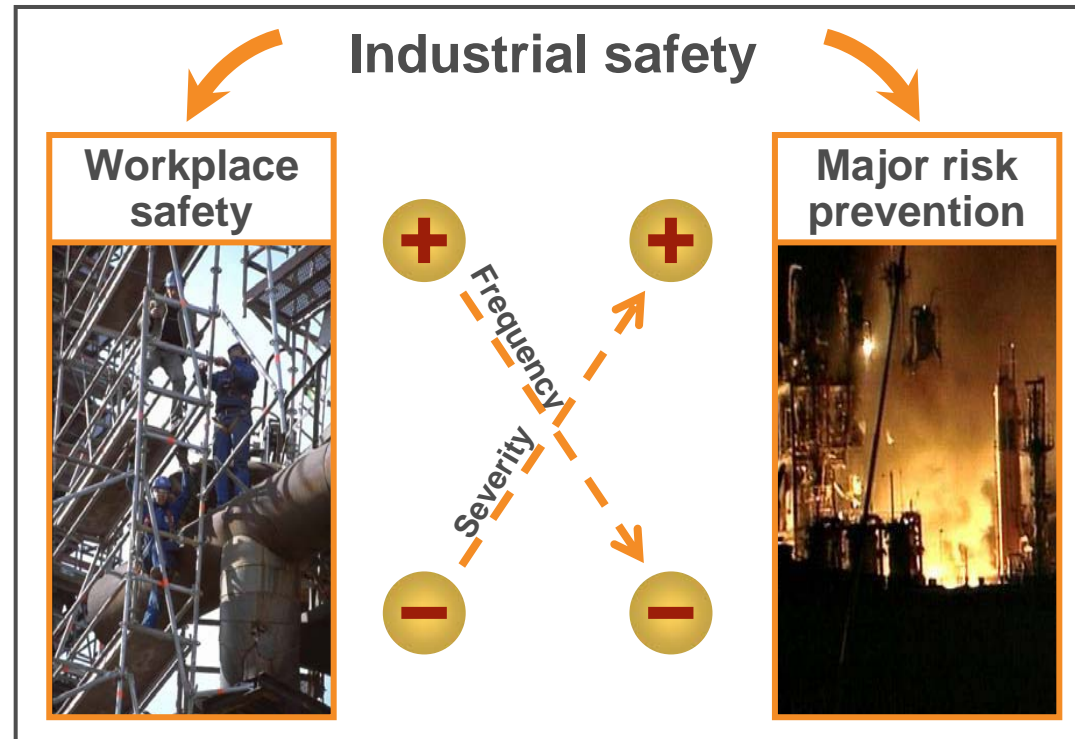 Industrial safety
Workplace
safety
Major risk
prevention
+
+
Frequency
Severity
−
−